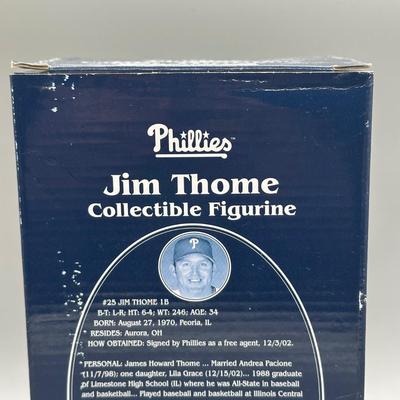 Phillies™
Jim Thome
Collectible Figurine
P
#25 JIM THOME 1B
B-T: L-R; HT: 6-4; WT: 246; AGE: 34
BORN: August 27, 1970, Peoria, IL
RESIDES: Aurora, OH
HOW OBTAINED: Signed by Phillies as a free agent, 12/3/02.
PERSONAL: James Howard Thome ... Married Andrea Pacione
(11/7/98); one daughter, Lila Grace (12/15/02)... 1988 graduate
of Limestone High School (IL) where he was All-State in baseball
and basketball... Played baseball and basketball at Illinois Central